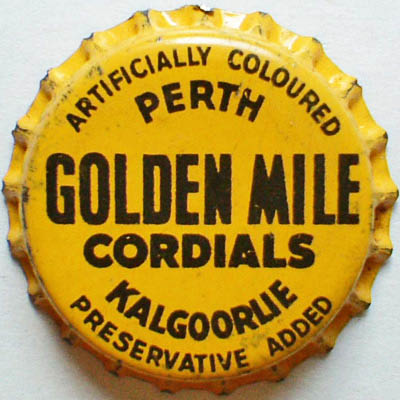 ARTIFICIALLY COLOURED
PERTH
GOLDEN MILE
CORDIALS
KALGOORLIE
PRESERVATIVE ADDED